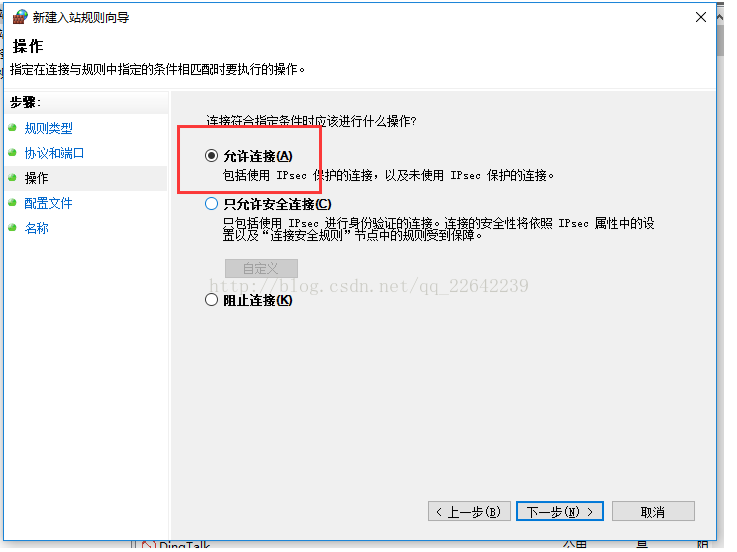 新建入站规则向导
操作
指定在连接与规则中指定的条件相匹配时要执行的操作。
步骤:
规则类型
协议和端口
操作
配置文件
名称
连接符合指定条件时应该进行什么操作?
允许连接(A)
包括使用 IPsec 保护的连接，以及未使用 IPsec 保护的连接。
只允许安全连接(C)
只包括使用 IPsec 进行身份验证的连接。连接的安全性将依照 IPsec 属性中的设
置以及“连接安全规则”节点中的规则受到保障。
自定义
http://blog.csdn.net/qq_22642239
阻止连接(K)
< 上一步(B)
下一步(N) >
取消
DingTalk